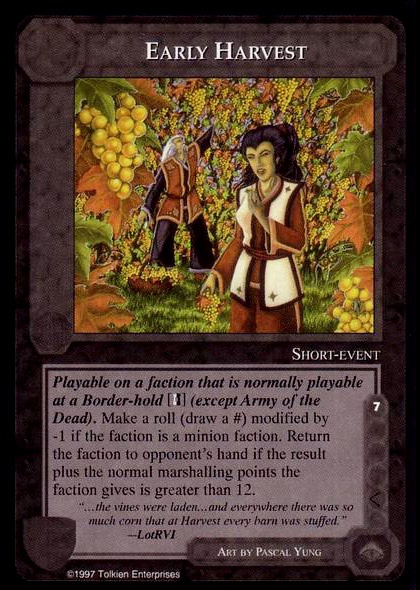 EARLY HARVEST
SHORT-EVENT
Playable on a faction that is normally playable
at a Border-hold [] (except Army of the
Dead). Make a roll (draw a #) modified by
-1 if the faction is a minion faction. Return
the faction to opponent's hand if the result
plus the normal marshalling points the
faction gives is greater than 12.
7
"...the vines were laden...and everywhere there was so
much corn that at Harvest every barn was stuffed."
—LotRVI
ART BY PASCAL YUNG
©1997 Tolkien Enterprises